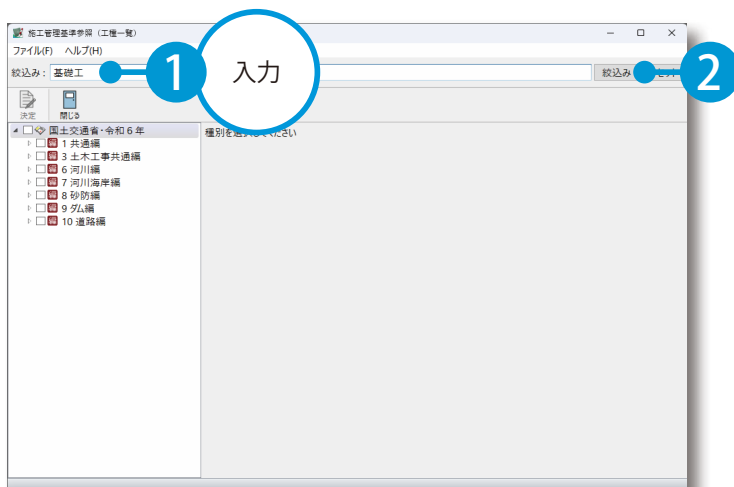 施工管理基準参照（工種一覧）
ファイル(F) ヘルプ(H)
絞込み： 基礎工
1
入力
絞込み
2
決定 閉じる
国土交通省・令和６年
1 共通編
3 土木工事共通編
6 河川編
7 河川海岸編
8 砂防編
9 ダム編
10 道路編
種別を選択してください